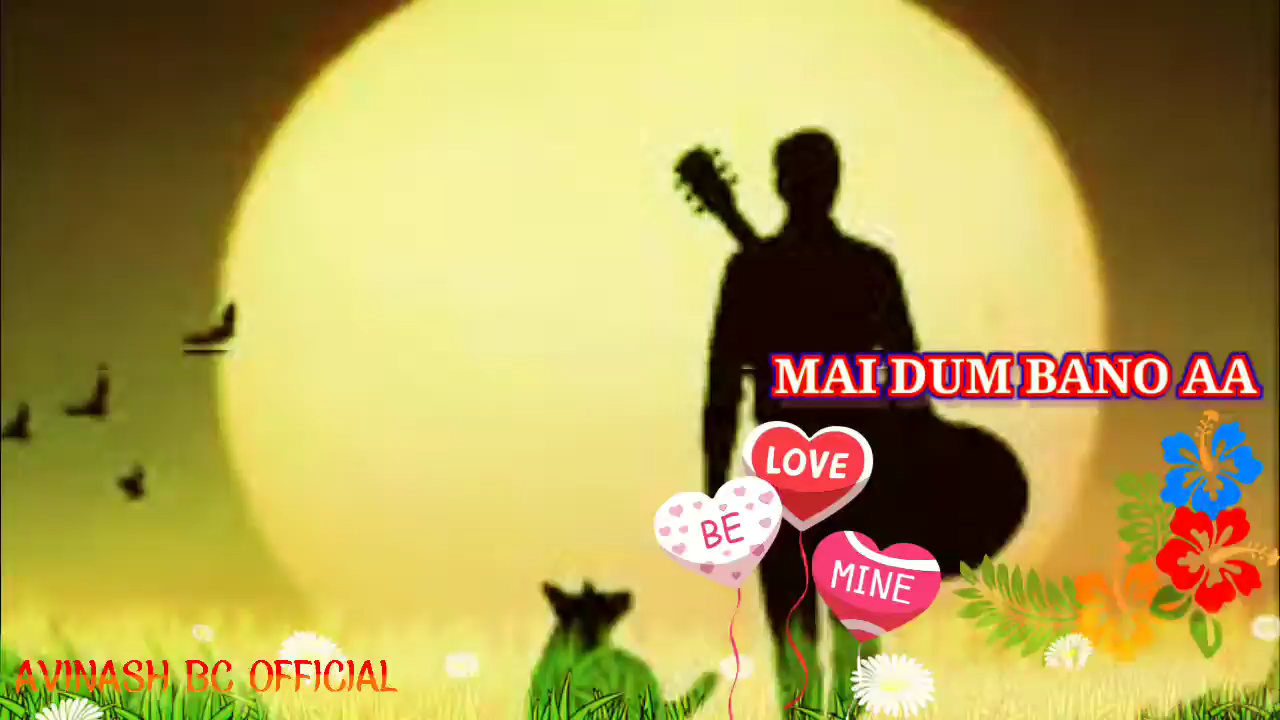 MAI DUM BANO AA
LOVE
BE
MINE
AVINASH BC OFFICIAL